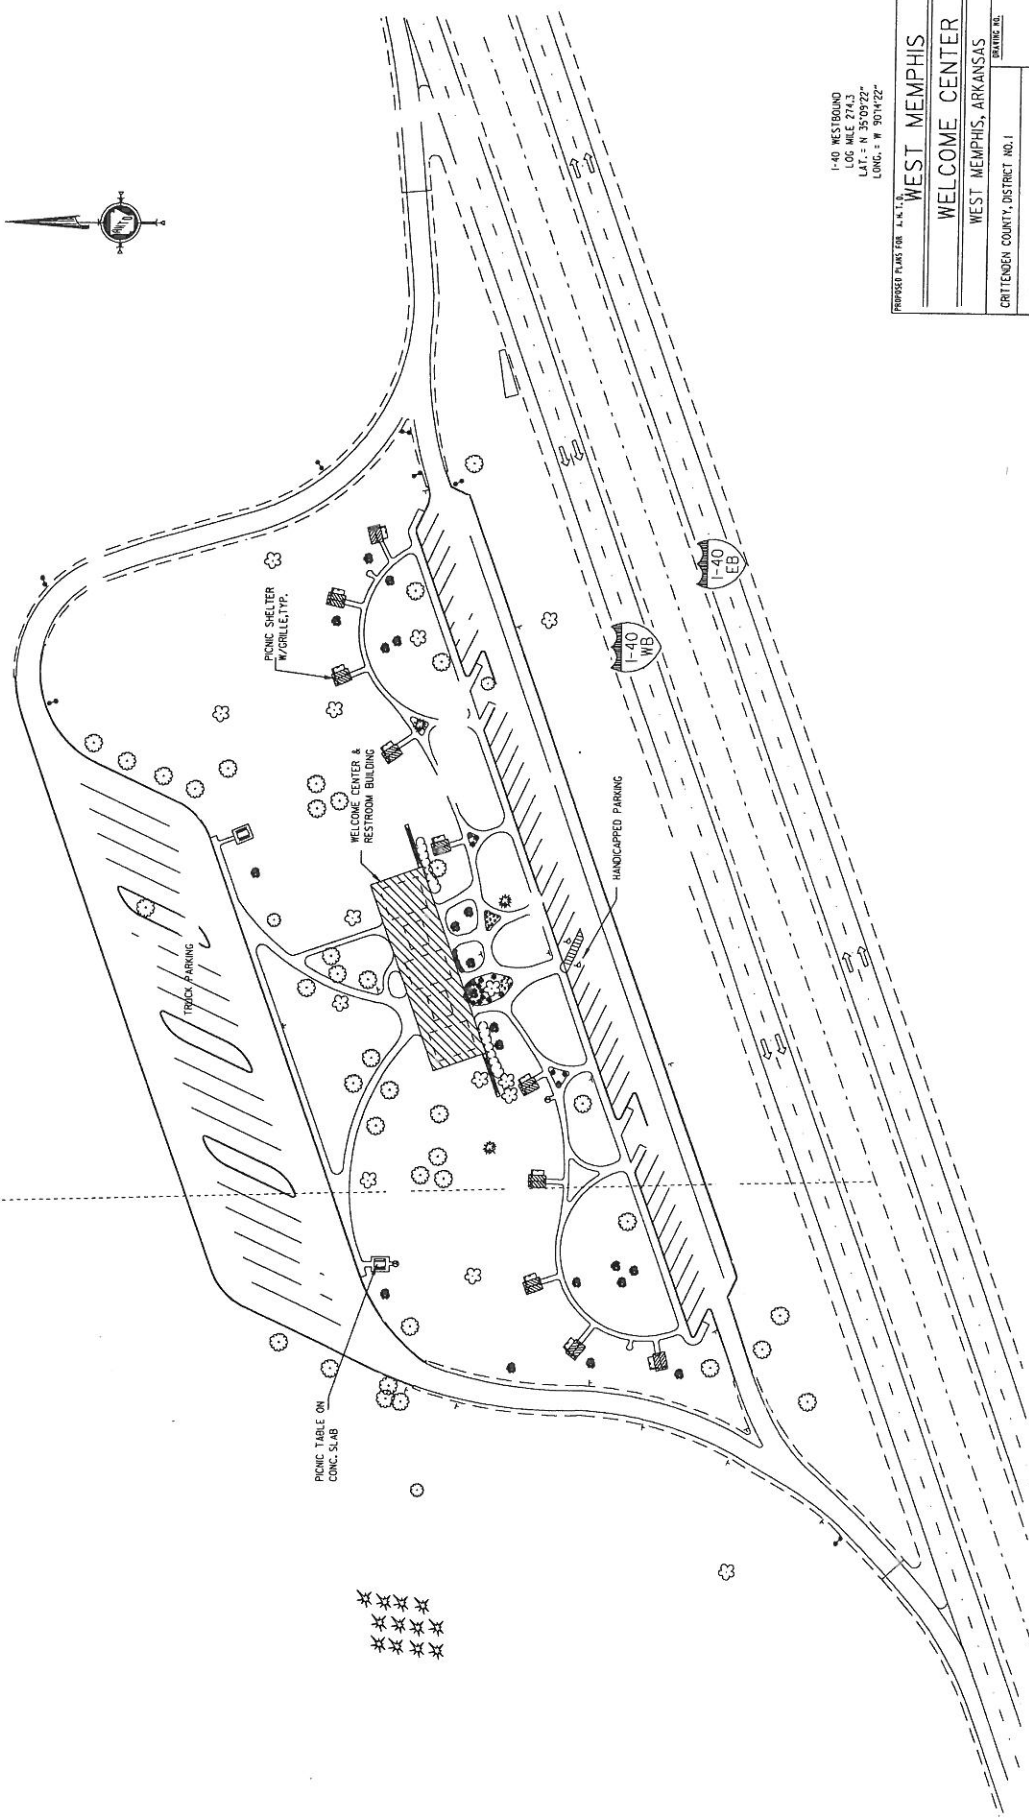 PICNIC TABLE ON
CONC. SLAB
TRUCK PARKING
WELCOME CENTER &
RESTROOM BUILDING
PICNIC SHELTER
W/GRILLE,TYP.
HANDICAPPED PARKING
I-40
WB
I-40
EB
I-40 WESTBOUND
LOG MILE 274.3
LAT. = N 35°09'22"
LONG. = W 90°14'22"
PROPOSED PLANS FOR A.H.T.D.
WEST MEMPHIS
WELCOME CENTER
WEST MEMPHIS, ARKANSAS
CRITTENDEN COUNTY, DISTRICT NO.1
DRAWING NO.